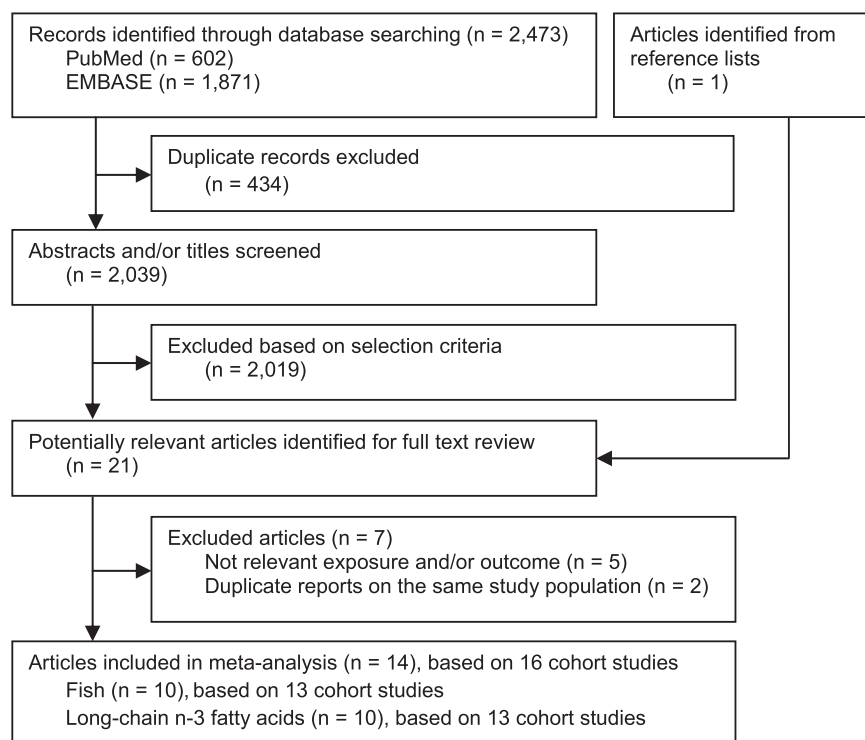 Records identified through database searching (n = 2,473)
PubMed (n = 602)
EMBASE (n = 1,871)
Articles identified from
reference lists
(n = 1)
Duplicate records excluded
(n = 434)
Abstracts and/or titles screened
(n = 2,039)
Excluded based on selection criteria
(n = 2,019)
Potentially relevant articles identified for full text review
(n = 21)
Excluded articles (n = 7)
Not relevant exposure and/or outcome (n = 5)
Duplicate reports on the same study population (n = 2)
Articles included in meta-analysis (n = 14), based on 16 cohort studies
Fish (n = 10), based on 13 cohort studies
Long-chain n-3 fatty acids (n = 10), based on 13 cohort studies